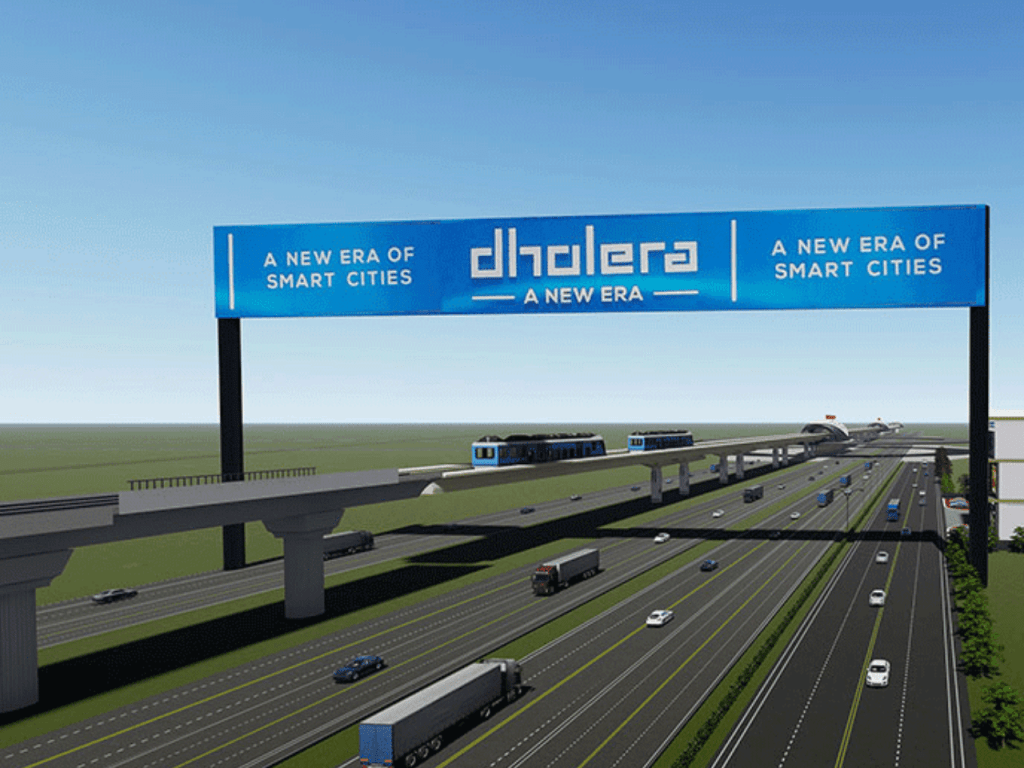 A NEW ERA OF
SMART CITIES
dholera
A NEW ERA
A NEW ERA OF
SMART CITIES